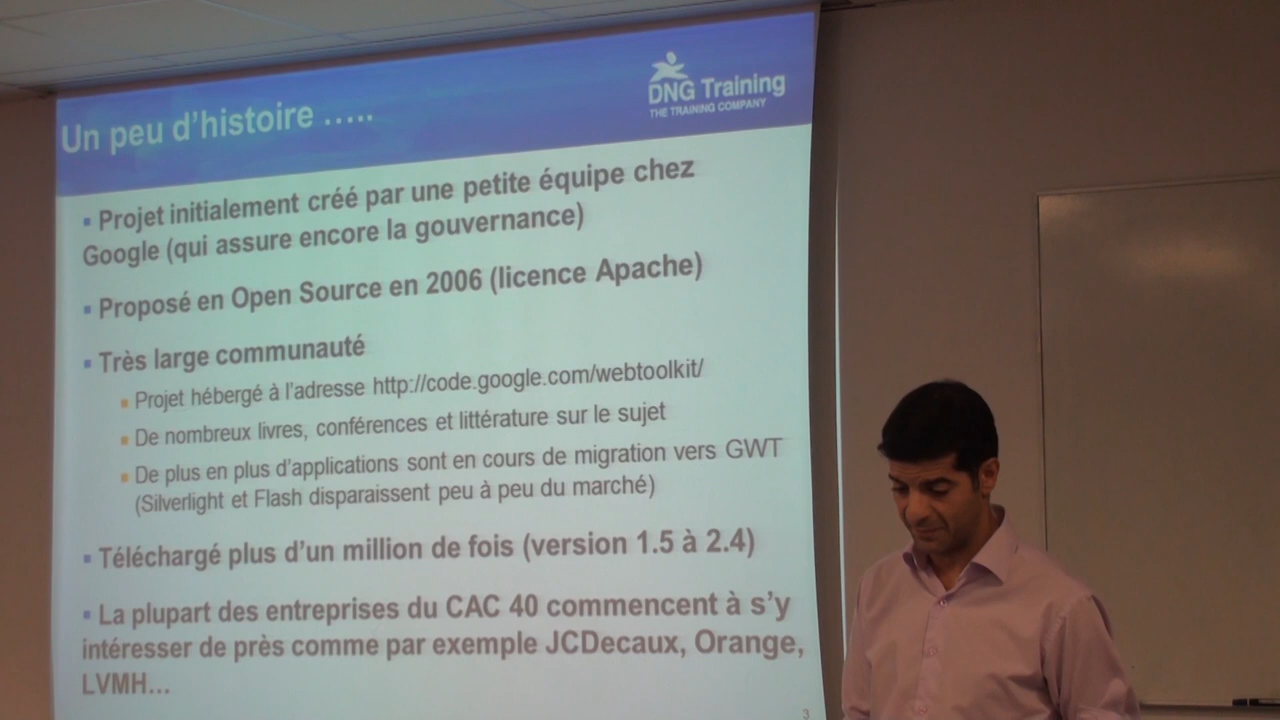 Un peu d'histoire .....
DNG Training
THE TRAINING COMPANY
▪ Projet initialement créé par une petite équipe chez
Google (qui assure encore la gouvernance)
▪ Proposé en Open Source en 2006 (licence Apache)
▪ Très large communauté
▪ Projet hébergé à l'adresse http://code.google.com/webtoolkit/
▪ De nombreux livres, conférences et littérature sur le sujet
▪ De plus en plus d'applications sont en cours de migration vers GWT
(Silverlight et Flash disparaissent peu à peu du marché)
▪ Téléchargé plus d'un million de fois (version 1.5 à 2.4)
▪ La plupart des entreprises du CAC 40 commencent à s'y
intéresser de près comme par exemple JCDecaux, Orange,
LVMH...
3